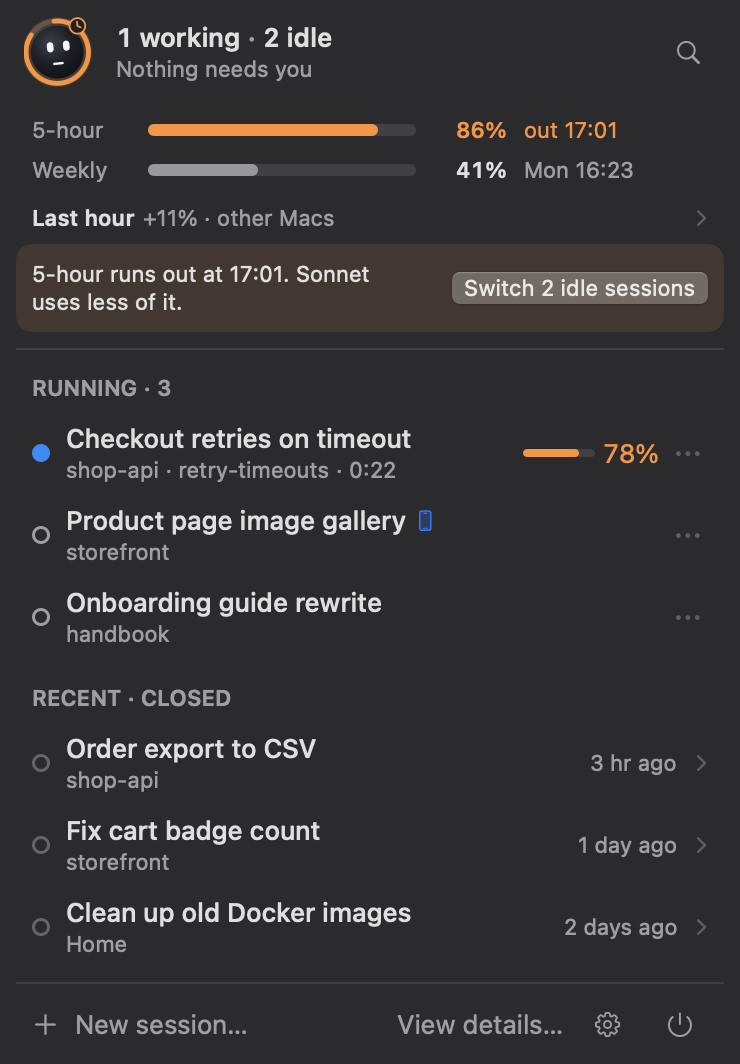 1 working · 2 idle
Nothing needs you
5-hour 86% out 17:01
Weekly 41% Mon 16:23
Last hour +11% · other Macs
5-hour runs out at 17:01. Sonnet
uses less of it.
Switch 2 idle sessions
RUNNING · 3
Checkout retries on timeout
shop-api · retry-timeouts · 0:22
78%
Product page image gallery
storefront
Onboarding guide rewrite
handbook
RECENT · CLOSED
Order export to CSV
shop-api
3 hr ago
Fix cart badge count
storefront
1 day ago
Clean up old Docker images
Home
2 days ago
New session...
View details...